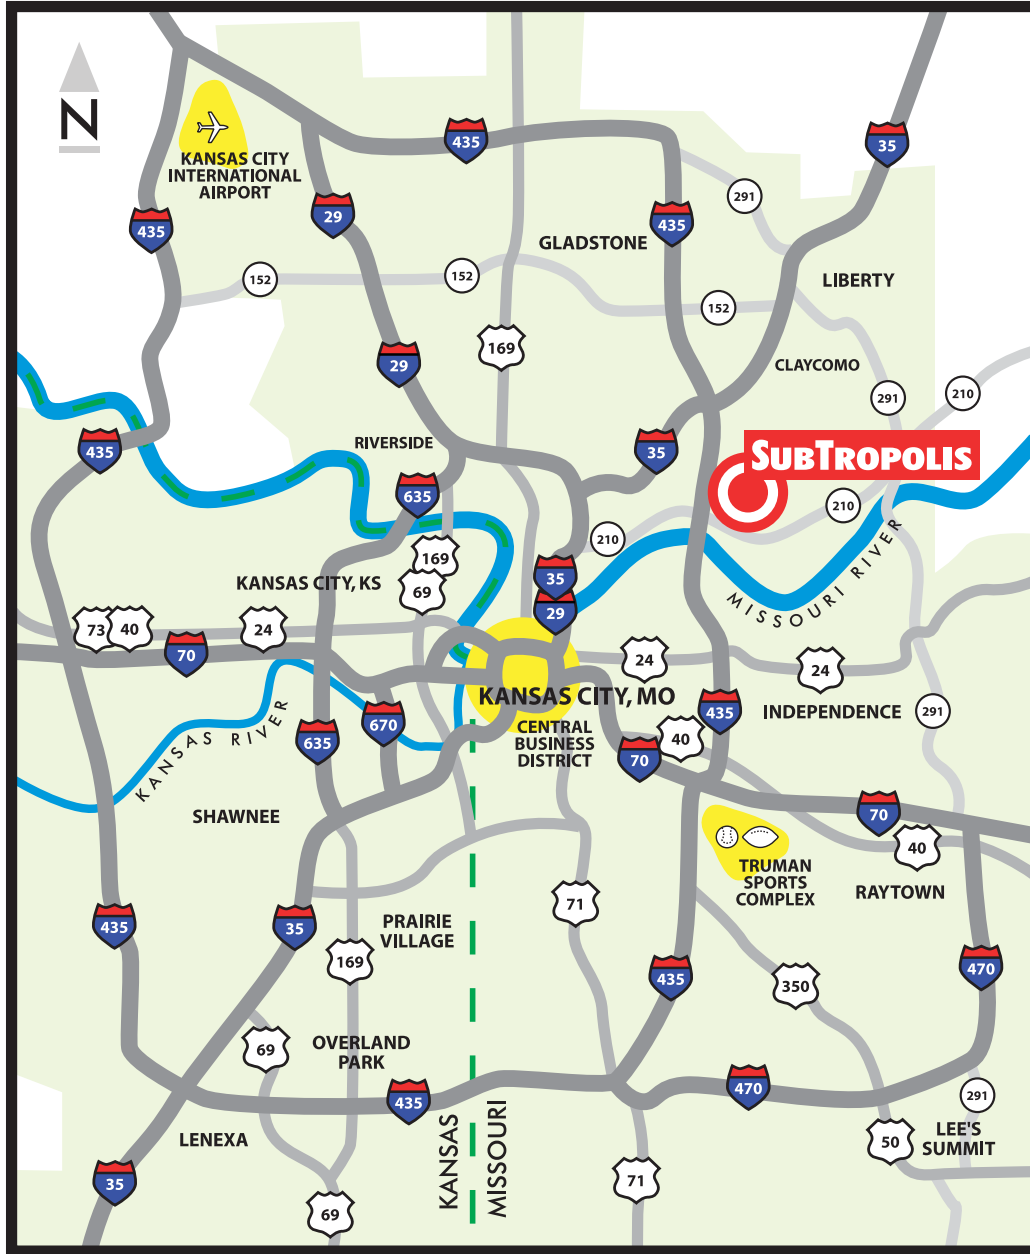 N
KANSAS CITY
INTERNATIONAL
AIRPORT
435
35
291
29
435
435
GLADSTONE
152
152
LIBERTY
152
169
29
CLAYCOMO
291
210
RIVERSIDE
435
35
SUBTROPOLIS
635
210
210
169
KANSAS CITY, KS
69
35
29
MISSOURI RIVER
73
40
24
70
24
24
KANSAS CITY, MO
CENTRAL
BUSINESS
DISTRICT
435
INDEPENDENCE
291
KANSAS RIVER
635
670
40
70
SHAWNEE
70
40
TRUMAN
SPORTS
COMPLEX
RAYTOWN
435
35
PRAIRIE
VILLAGE
71
169
435
350
470
69
OVERLAND
PARK
435
470
291
KANSAS
MISSOURI
LENEXA
50
LEE'S
SUMMIT
35
71
69